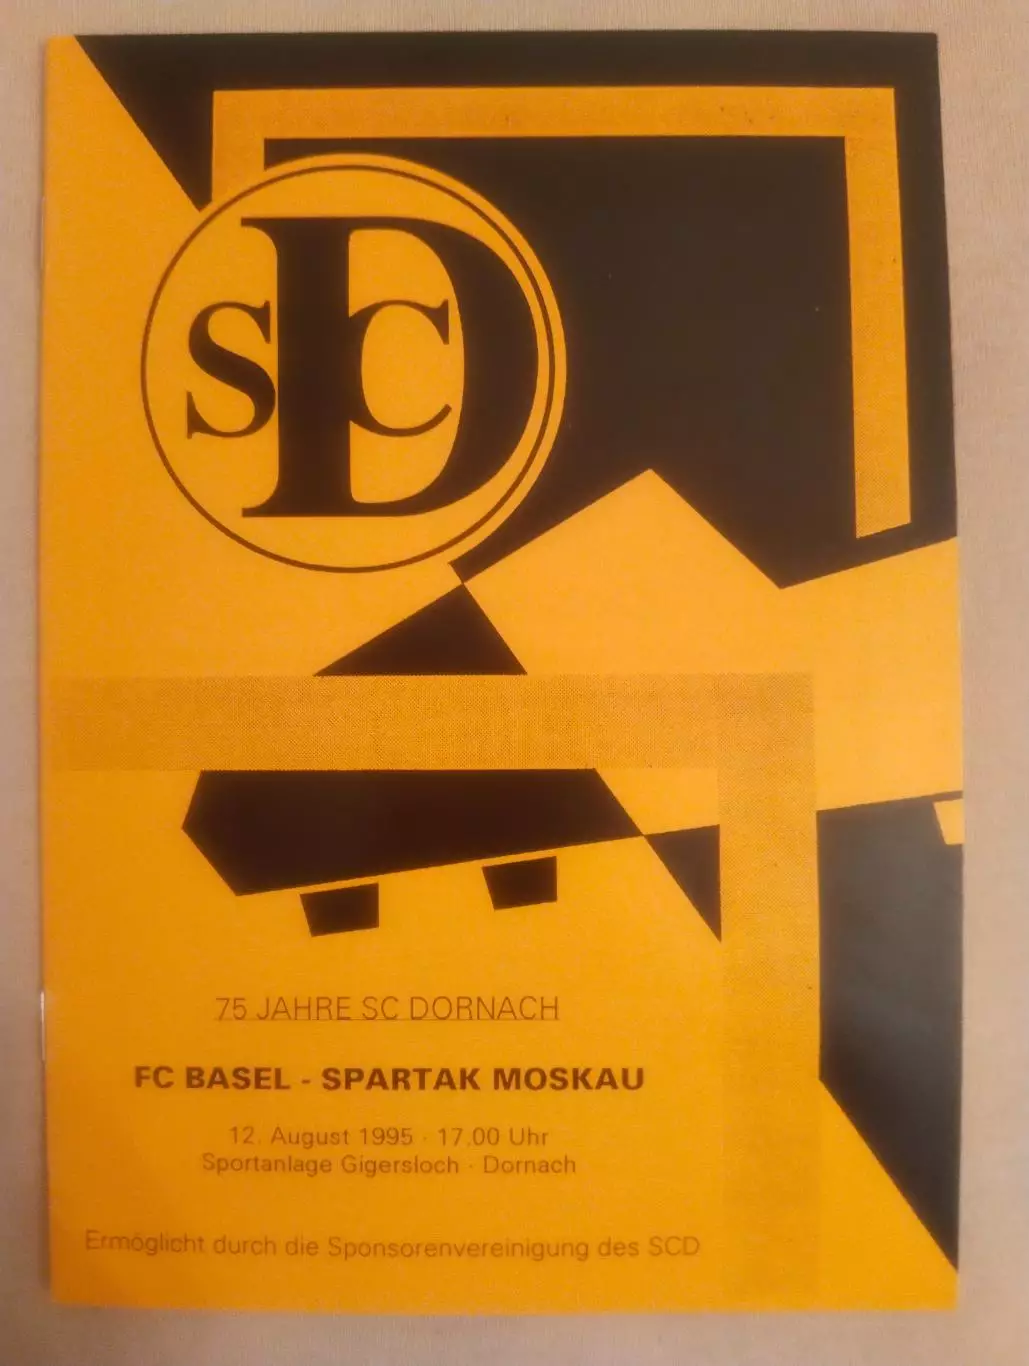 SDC
75 JAHRE SC DORNACH
FC BASEL - SPARTAK MOSKAU
12. August 1995 · 17.00 Uhr
Sportanlage Gigersloch · Dornach
Ermöglicht durch die Sponsorenvereinigung des SCD